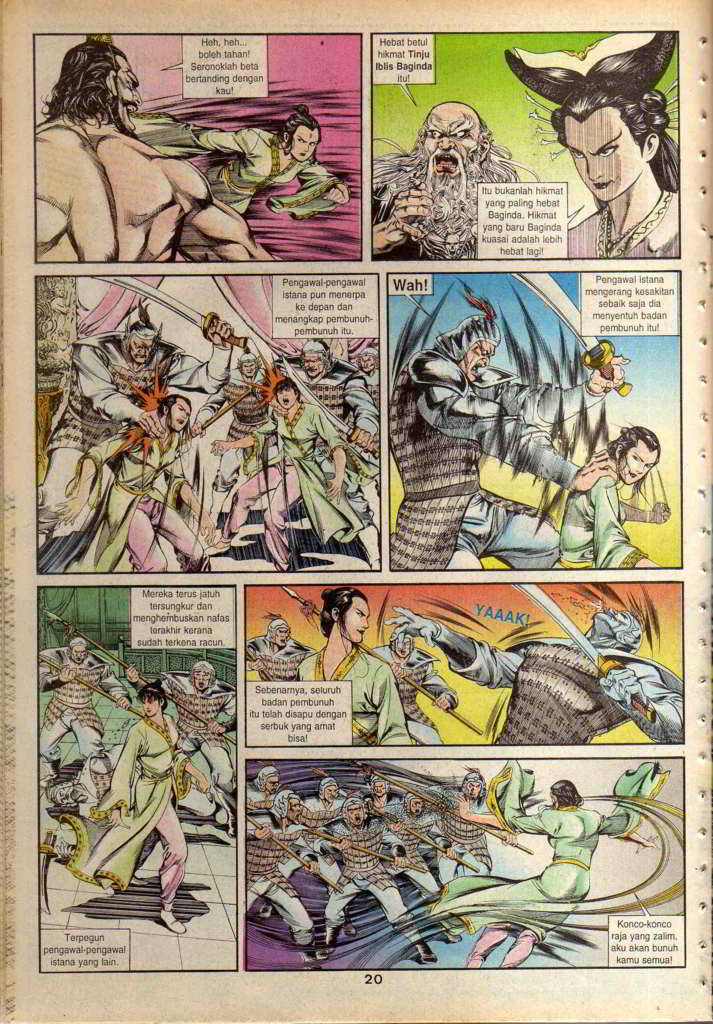 Heh, heh...
boleh tahan!
Seronoklah beta
bertanding dengan
kau!
Hebat betul
hikmat Tinju
Iblis Baginda
itu!
Itu bukanlah hikmat
yang paling hebat
Baginda. Hikmat
yang baru Baginda
kuasai adalah lebih
hebat lagi!
Pengawal-pengawal
istana pun menerpa
ke depan dan
menangkap pembunuh-
pembunuh itu.
Wah!
Pengawal istana
mengerang kesakitan
sebaik saja dia
menyentuh badan
pembunuh itu!
Mereka terus jatuh
tersungkur dan
menghembuskan nafas
terakhir kerana
sudah terkena racun.
Terpegun
pengawal-pengawal
istana yang lain.
YAAAK!
Sebenarnya, seluruh
badan pembunuh
itu telah disapu dengan
serbuk yang amat
bisa!
Konco-konco
raja yang zalim,
aku akan bunuh
kamu semua!
20